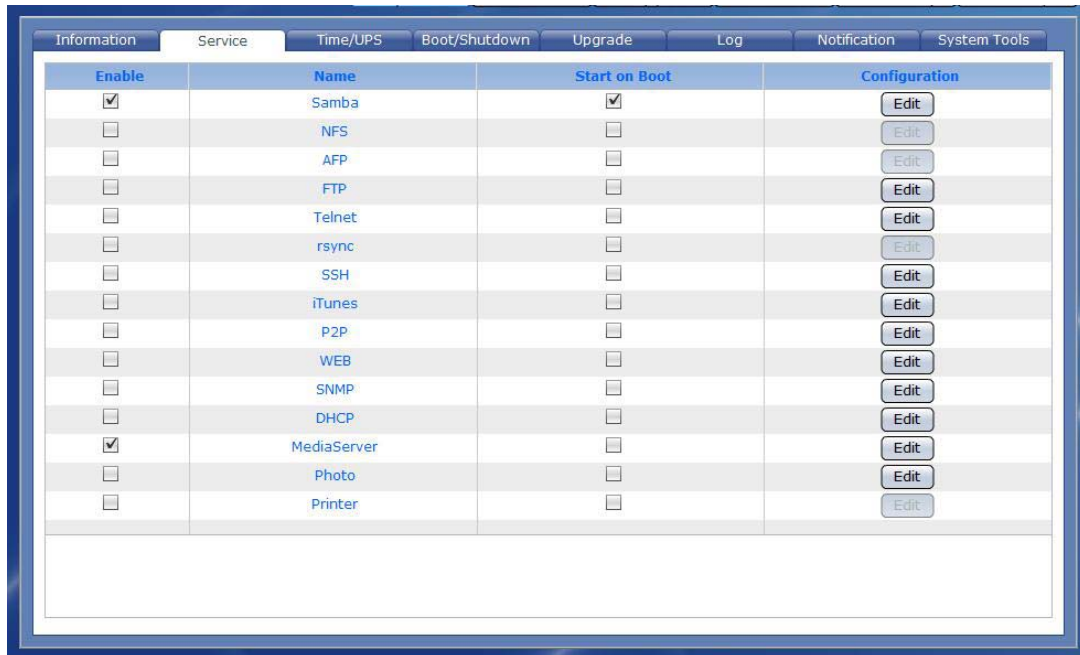 Information Service Time/UPS Boot/Shutdown Upgrade Log Notification System Tools
Enable Name Start on Boot Configuration
Samba Edit
NFS Edit
AFP Edit
FTP Edit
Telnet Edit
rsync Edit
SSH Edit
iTunes Edit
P2P Edit
WEB Edit
SNMP Edit
DHCP Edit
MediaServer Edit
Photo Edit
Printer Edit